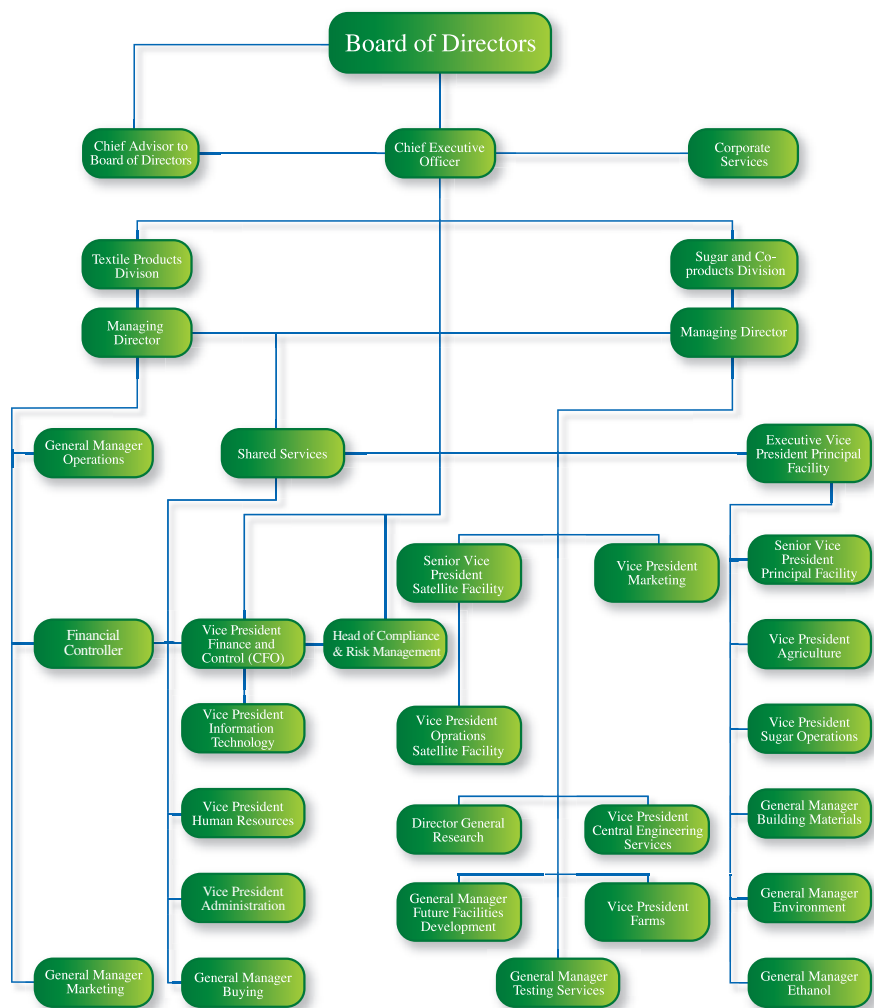 Board of Directors
Chief Advisor to
Board of Directors
Chief Executive
Officer
Corporate
Services
Textile Products
Divison
Sugar and Co-
products Division
Managing
Director
Managing Director
General Manager
Operations
Shared Services
Executive Vice
President Principal
Facility
Senior Vice
President
Satellite Facility
Vice President
Marketing
Senior Vice
President
Principal Facility
Financial
Controller
Vice President
Finance and
Control (CFO)
Head of Compliance
& Risk Management
Vice President
Agriculture
Vice President
Information
Technology
Vice President
Oprations
Satellite Facility
Vice President
Sugar Operations
Vice President
Human Resources
Director General
Research
Vice President
Central Engineering
Services
General Manager
Building Materials
Vice President
Administration
General Manager
Future Facilities
Development
Vice President
Farms
General Manager
Environment
General Manager
Marketing
General Manager
Buying
General Manager
Testing Services
General Manager
Ethanol